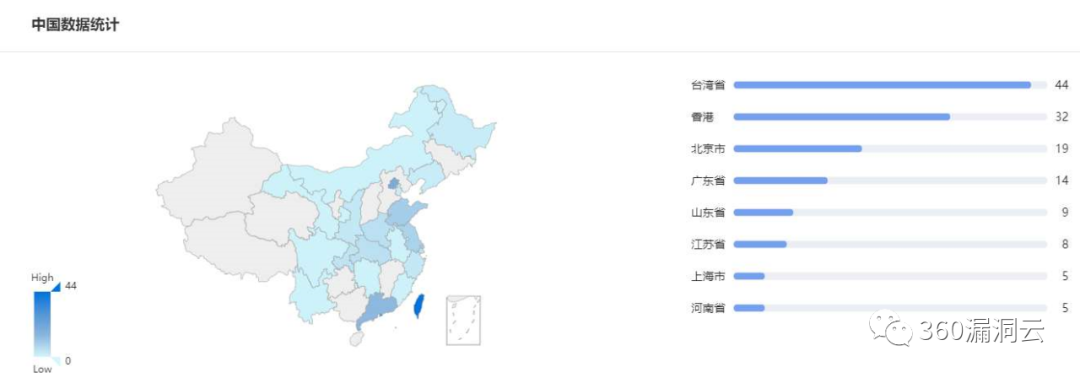 中国数据统计
台湾省 44
香港 32
北京市 19
广东省 14
山东省 9
江苏省 8
上海市 5
河南省 5
High
44
0
Low
360漏洞云